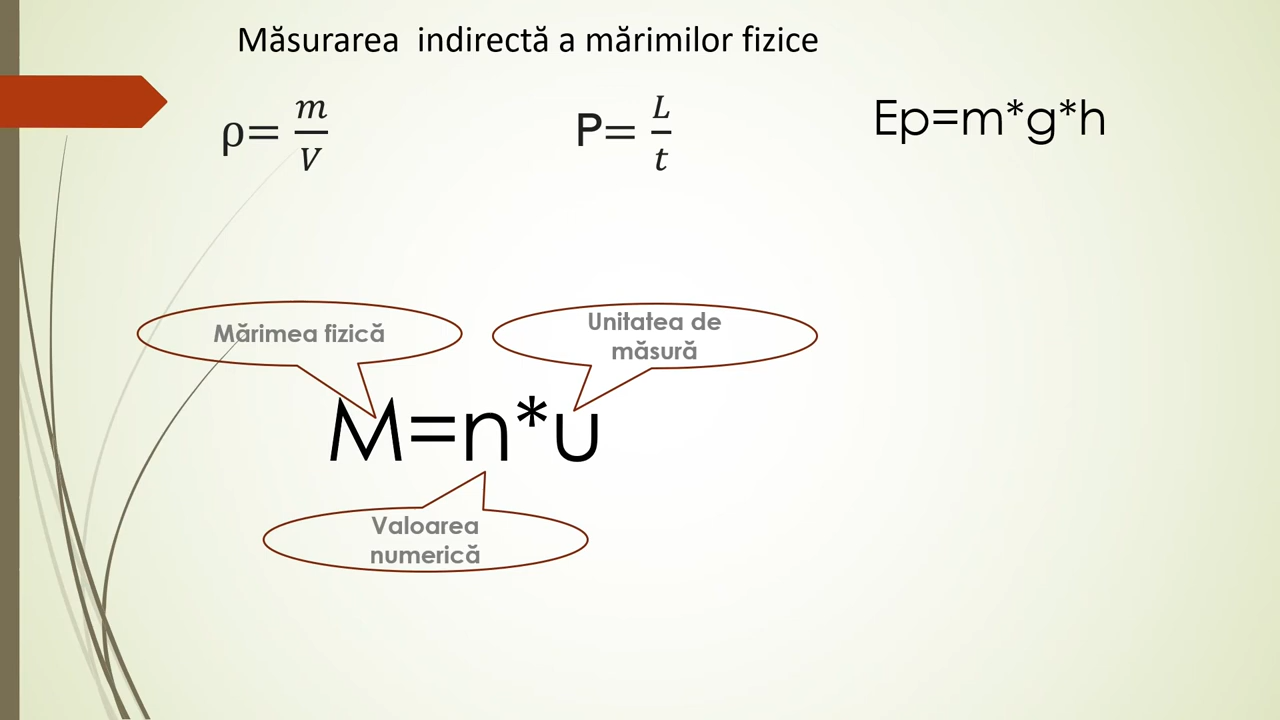 Măsurarea indirectă a mărimilor fizice
ρ= m/V
P= L/t
Ep=m*g*h
Mărimea fizică
Unitatea de
măsură
M=n*u
Valoarea
numerică